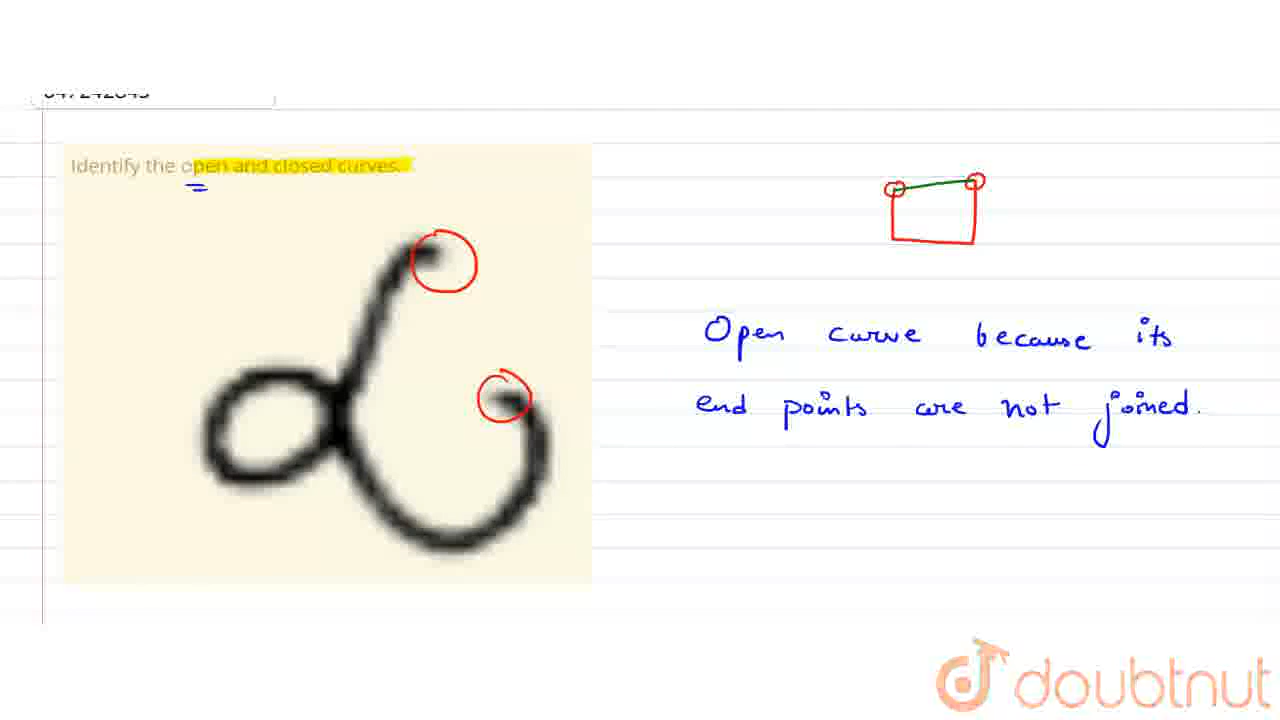 Identify the open and closed curves.
Open curve because its
end points are not joined.
doubtnut